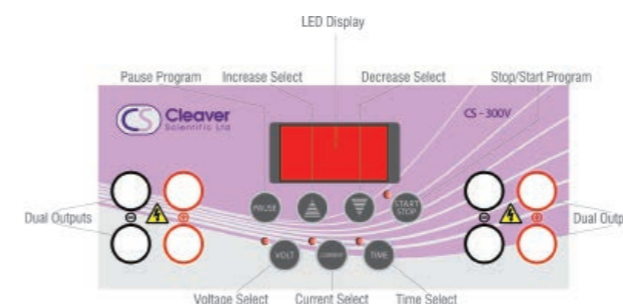 LED Display
Pause Program Increase Select Decrease Select Stop/Start Program
CS Cleaver
Scientific Ltd
CS - 300V
PAUSE START
STOP
Dual Outputs Dual Outp
VOLT CURRENT TIME
Voltage Select Current Select Time Select